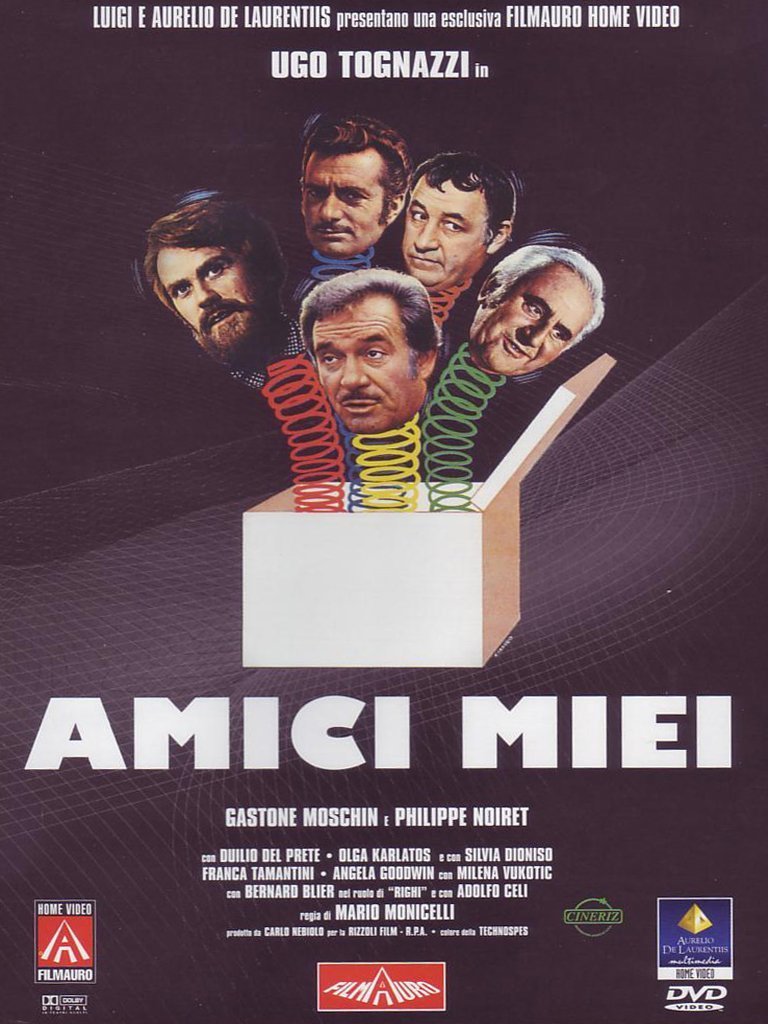 LUIGI E AURELIO DE LAURENTIIS presentano una esclusiva FILMAURO HOME VIDEO
UGO TOGNAZZI in
AMICI MIEI
GASTONE MOSCHIN E PHILIPPE NOIRET
con DUILIO DEL PRETE • OLGA KARLATOS e con SILVIA DIONISO
FRANCA TAMANTINI • ANGELA GOODWIN con MILENA VUKOTIC
con BERNARD BLIER nel ruolo di "RIGHI" e con ADOLFO CELI
regia di MARIO MONICELLI
prodotto da CARLO NEBIOLO per la RIZZOLI FILM - R.P.A. • colore della TECHNOSPES
HOME VIDEO
FILMAURO
DOLBY
DIGITAL
FILMAURO
CINERIZ
AURELIO
DE LAURENTIIS
multimedia
HOME VIDEO
DVD
VIDEO